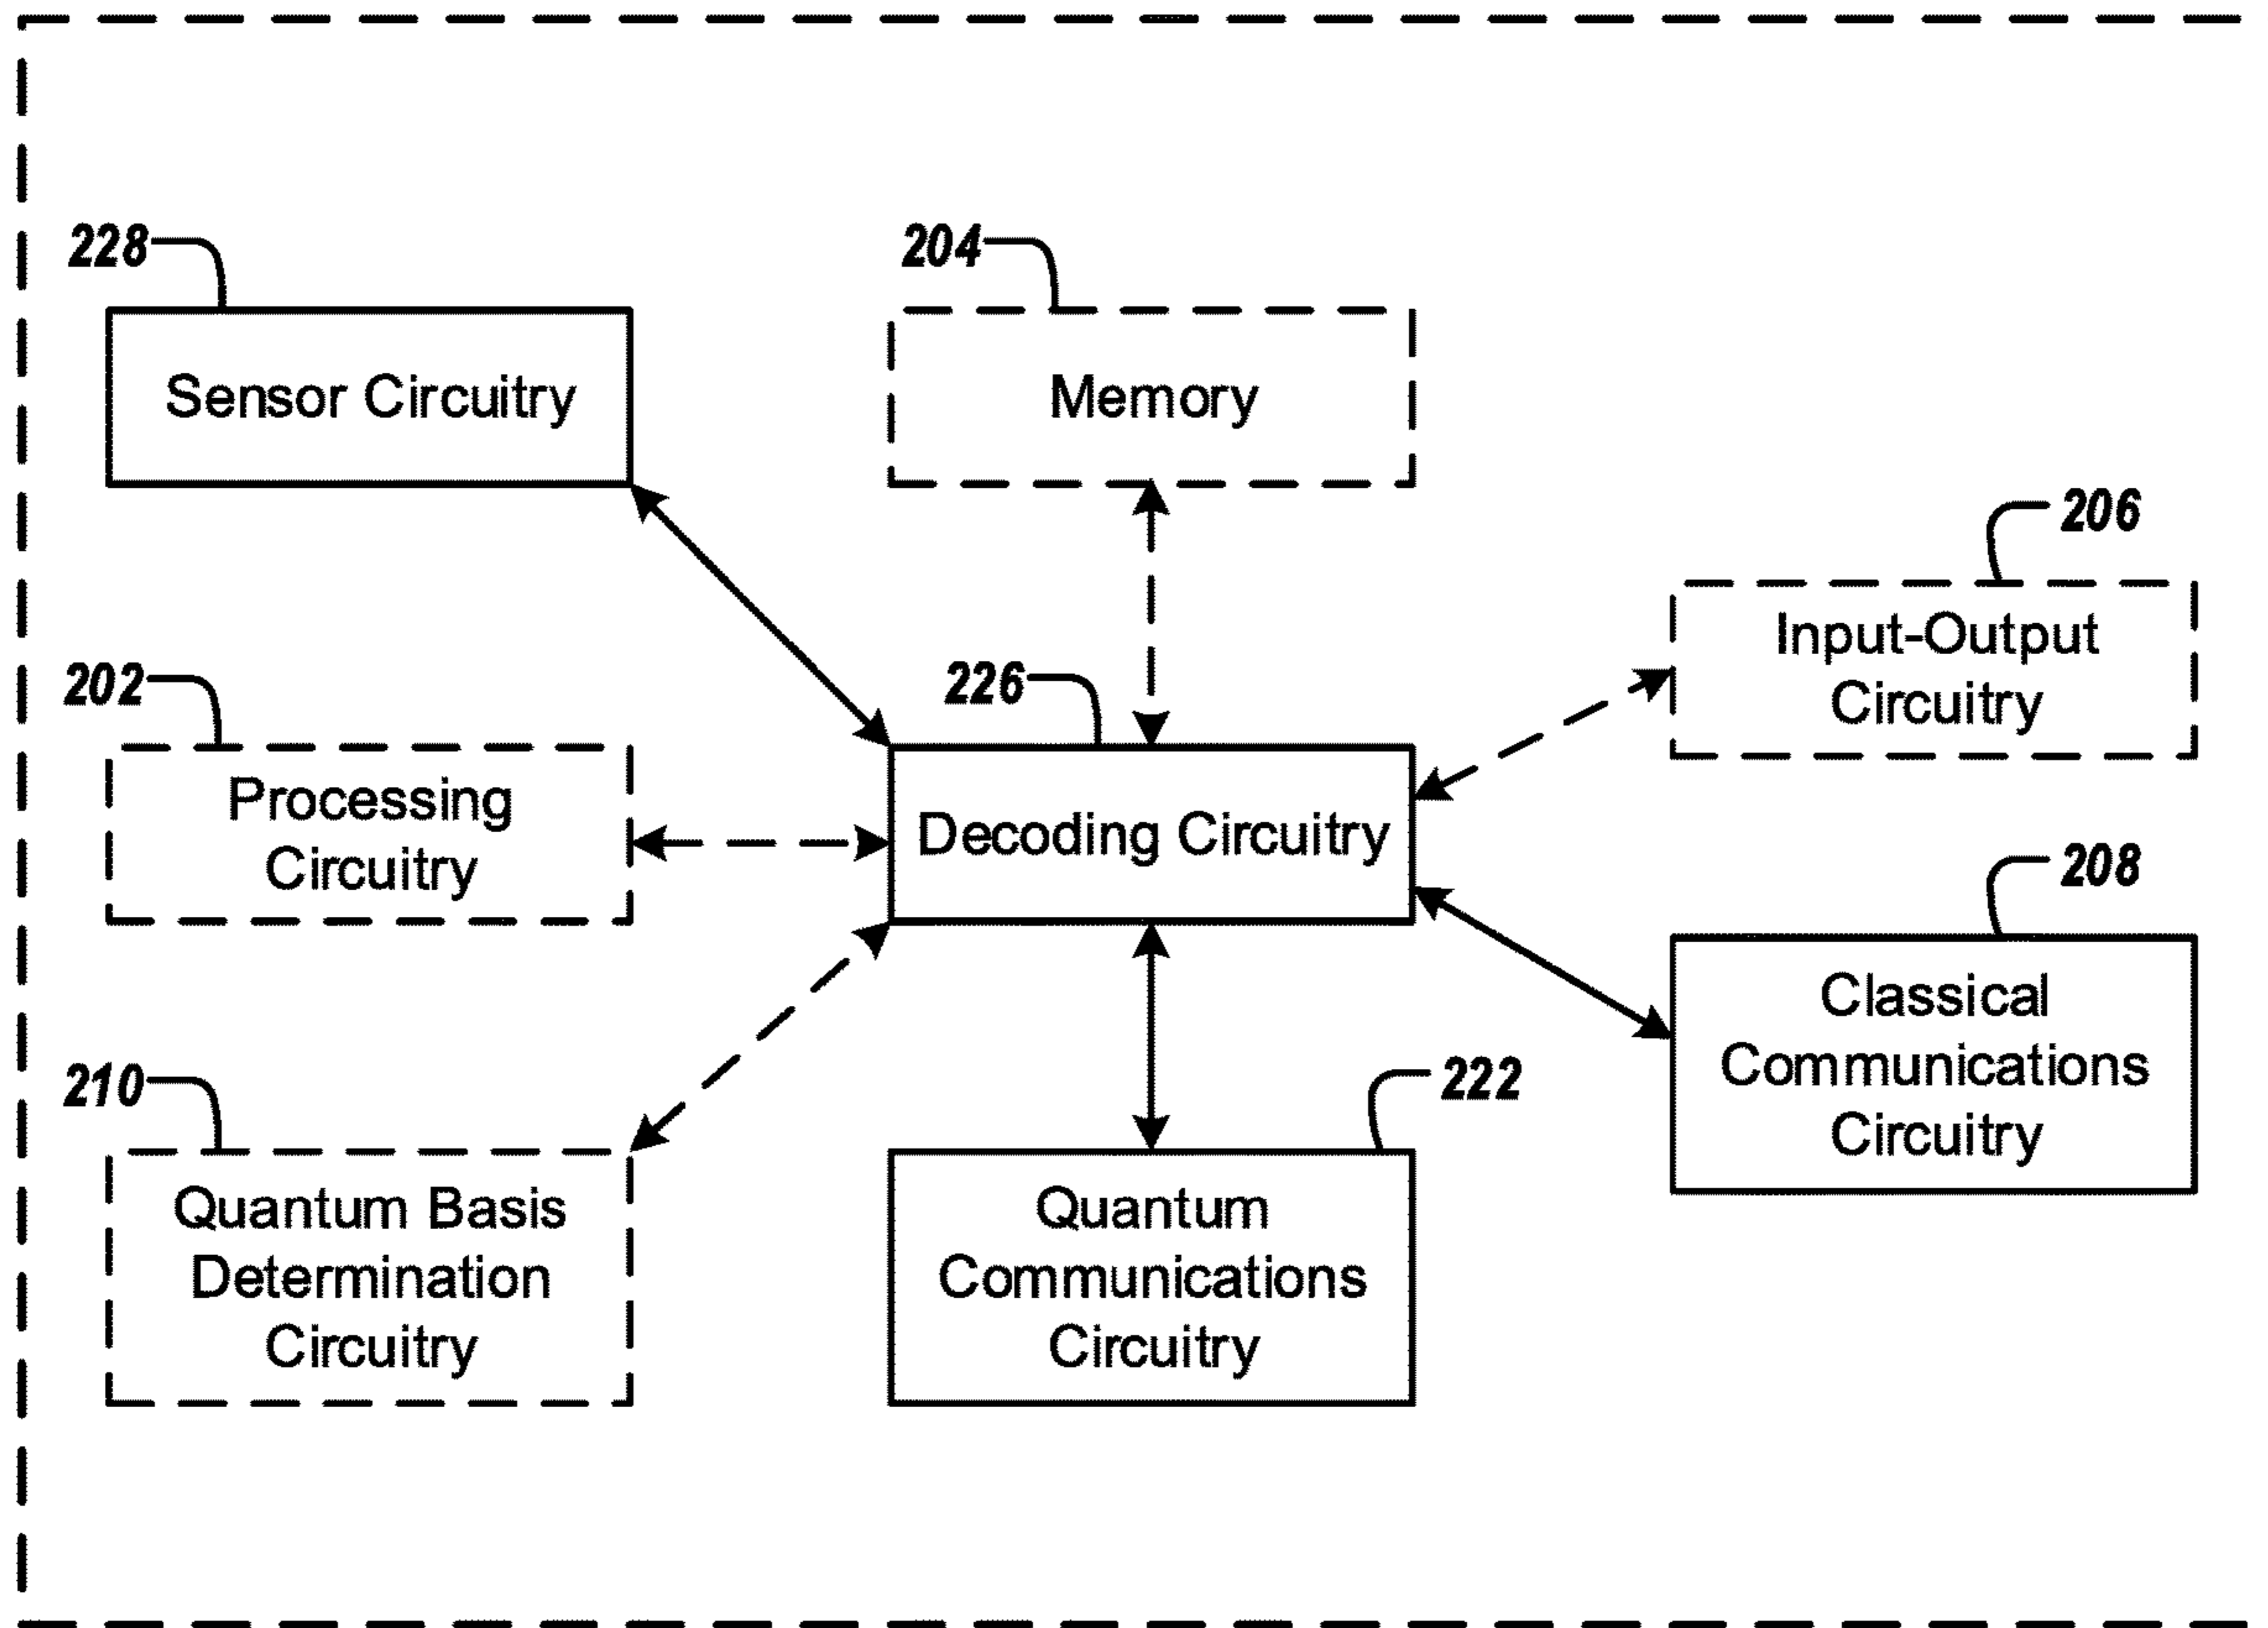 228
204
Sensor Circuitry
Memory
206
Input-Output
Circuitry
202
226
Processing
Circuitry
Decoding Circuitry
208
Classical
Communications
Circuitry
210
222
Quantum Basis
Determination
Circuitry
Quantum
Communications
Circuitry